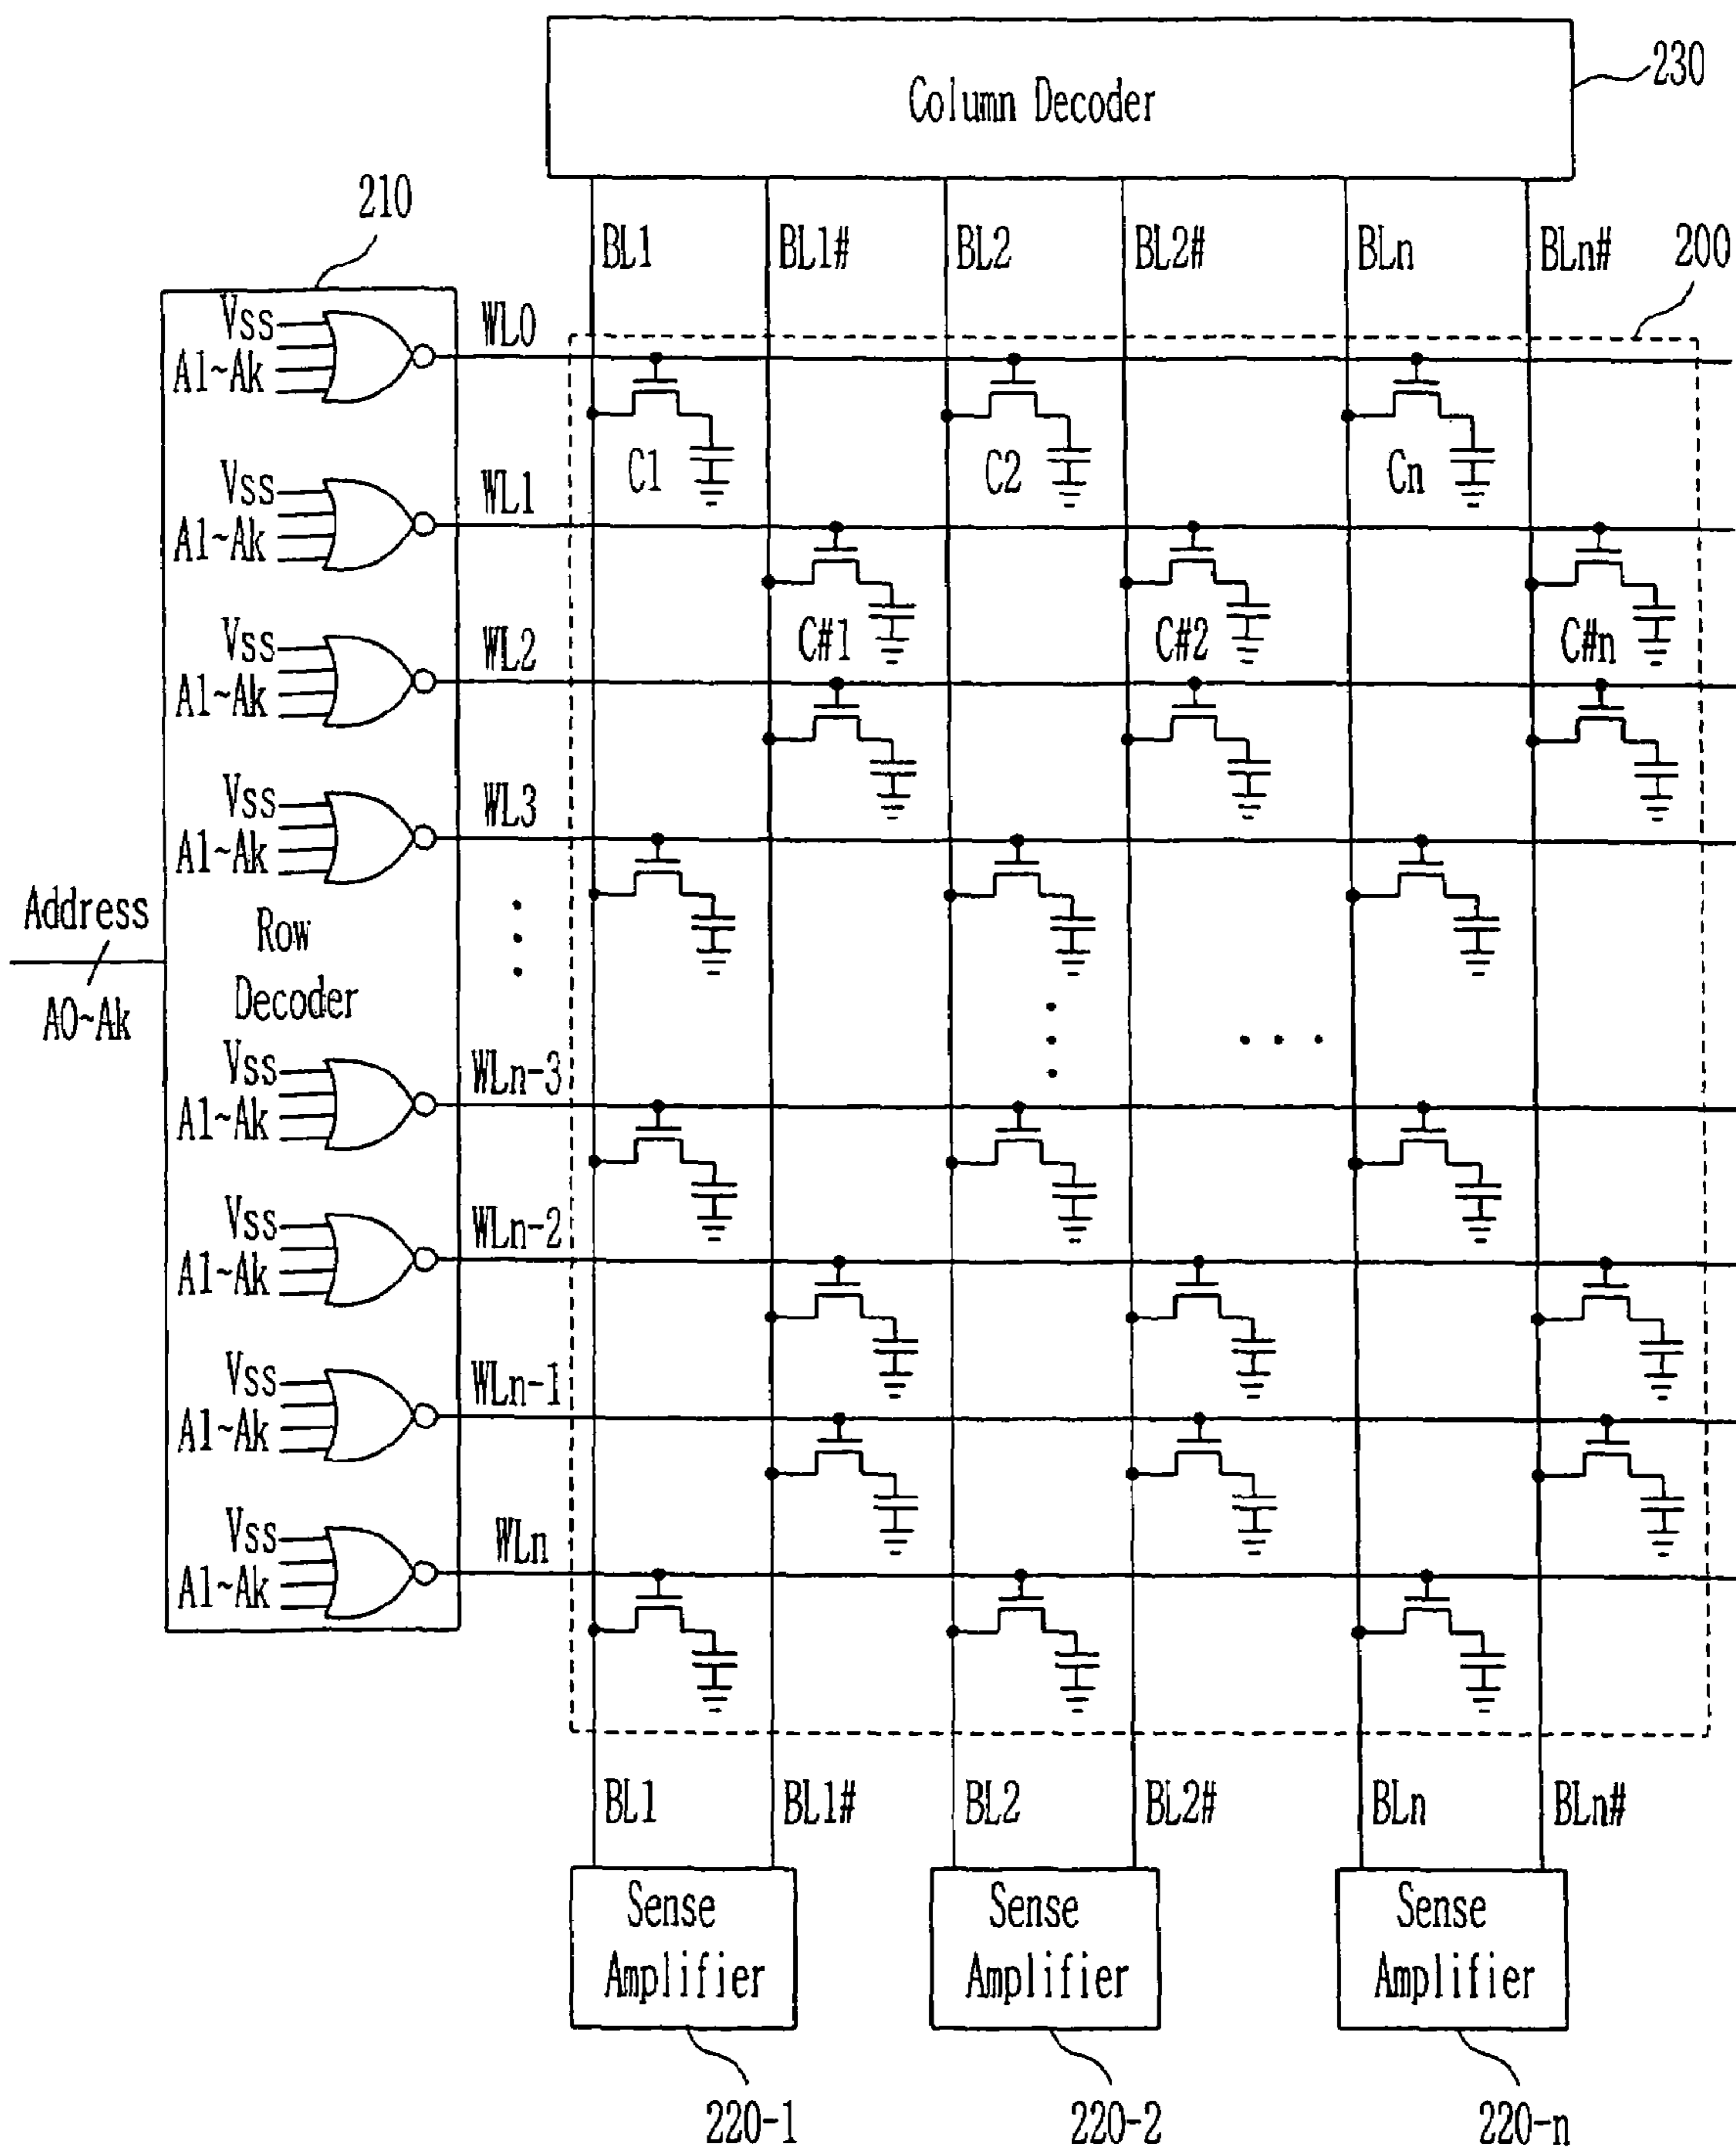 Column Decoder
230
210
BL1
BL1#
BL2
BL2#
BLn
BLn#
200
Vss
A1~Ak
WL0
C1
C2
Cn
Vss
A1~Ak
WL1
C#1
C#2
C#n
Vss
A1~Ak
WL2
Vss
A1~Ak
WL3
Address
A0~Ak
Row
Decoder
Vss
A1~Ak
WLn-3
Vss
A1~Ak
WLn-2
Vss
A1~Ak
WLn-1
Vss
A1~Ak
WLn
BL1
BL1#
BL2
BL2#
BLn
BLn#
Sense
Amplifier
Sense
Amplifier
Sense
Amplifier
220-1
220-2
220-n